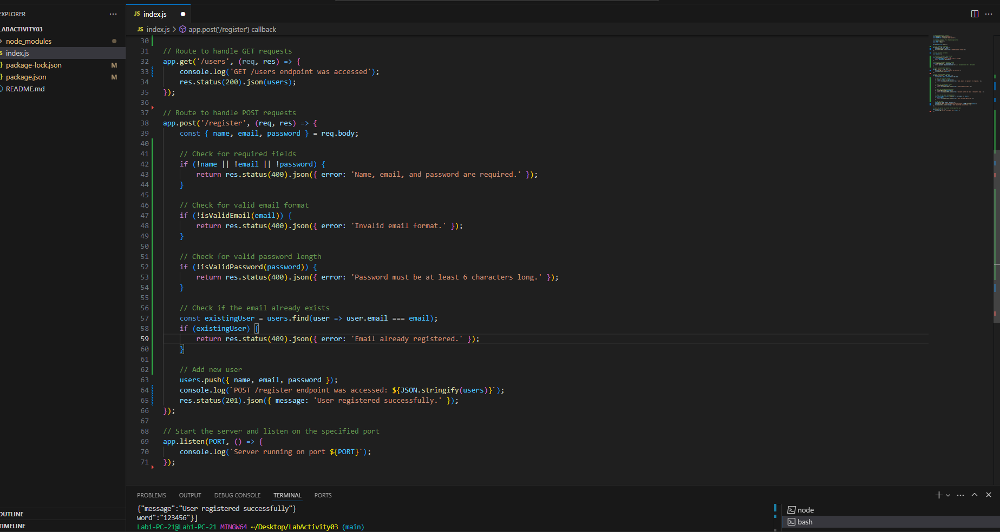 EXPLORER
LABACTIVITY03
node_modules
index.js
package-lock.json M
package.json M
README.md
OUTLINE
TIMELINE
JS index.js
JS index.js > app.post('/register') callback
30
31 // Route to handle GET requests
32 app.get('/users', (req, res) => {
33 console.log('GET /users endpoint was accessed');
34 res.status(200).json(users);
35 });
36
37 // Route to handle POST requests
38 app.post('/register', (req, res) => {
39 const { name, email, password } = req.body;
40
41 // Check for required fields
42 if (!name || !email || !password) {
43 return res.status(400).json({ error: 'Name, email, and password are required.' });
44 }
45
46 // Check for valid email format
47 if (!isValidEmail(email)) {
48 return res.status(400).json({ error: 'Invalid email format.' });
49 }
50
51 // Check for valid password length
52 if (!isValidPassword(password)) {
53 return res.status(400).json({ error: 'Password must be at least 6 characters long.' });
54 }
55
56 // Check if the email already exists
57 const existingUser = users.find(user => user.email === email);
58 if (existingUser) {
59 return res.status(409).json({ error: 'Email already registered.' });
60 }
61
62 // Add new user
63 users.push({ name, email, password });
64 console.log(`POST /register endpoint was accessed: ${JSON.stringify(users)}`);
65 res.status(201).json({ message: 'User registered successfully.' });
66 });
67
68 // Start the server and listen on the specified port
69 app.listen(PORT, () => {
70 console.log(`Server running on port ${PORT}`);
71 });
PROBLEMS OUTPUT DEBUG CONSOLE TERMINAL PORTS
{"message":"User registered successfully"}
word":"123456"}]
Lab1-PC-21@Lab1-PC-21 MINGW64 ~/Desktop/LabActivity03 (main)
node
bash